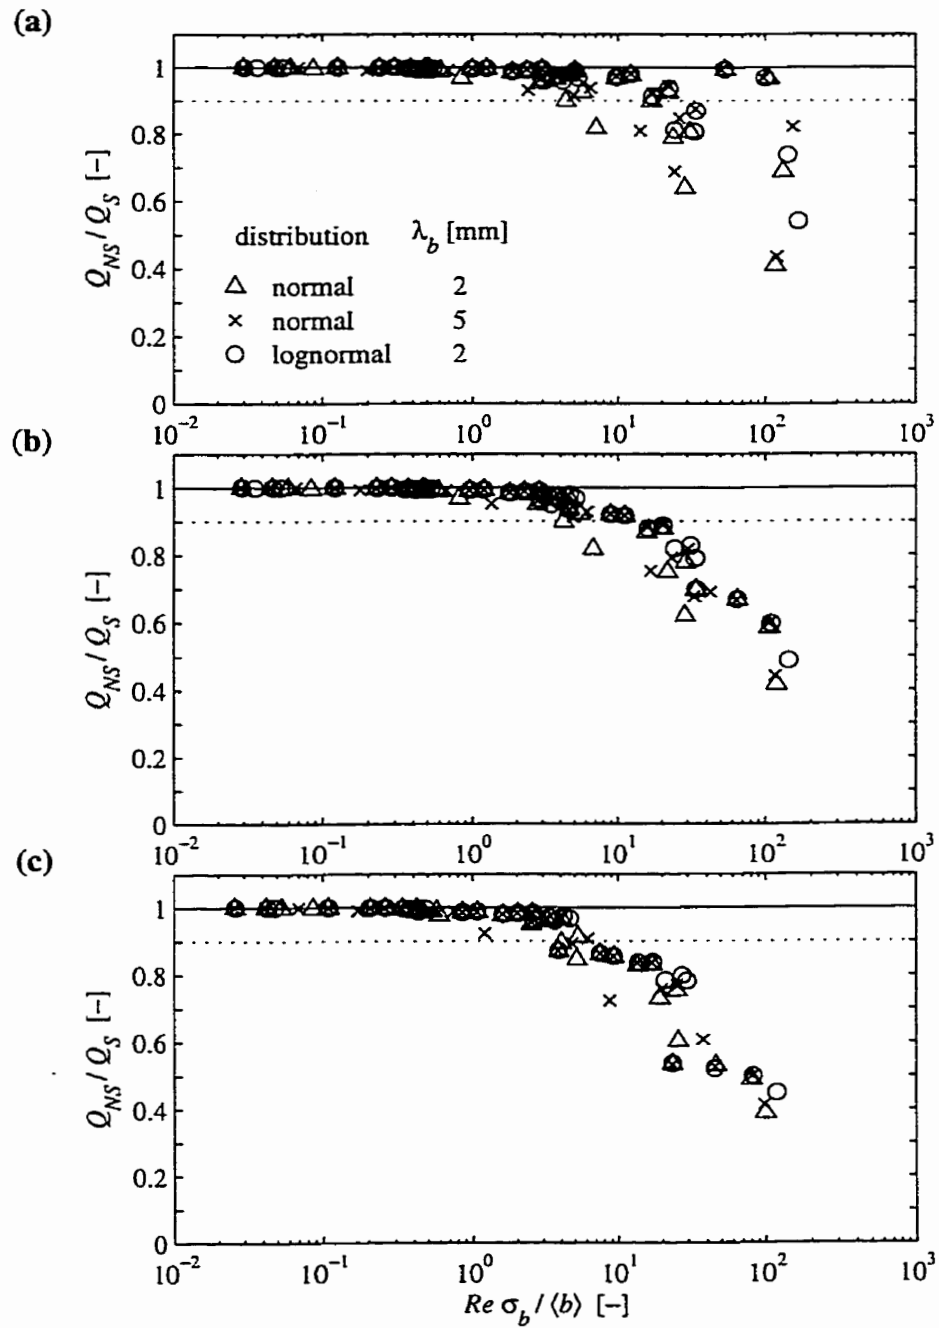 (a)
1
0.8
0.6
0.4
0.2
0
Q_NS / Q_S [–]
distribution λ_b [mm]
△ normal 2
× normal 5
○ lognormal 2
10^-2 10^-1 10^0 10^1 10^2 10^3
(b)
1
0.8
0.6
0.4
0.2
0
Q_NS / Q_S [–]
10^-2 10^-1 10^0 10^1 10^2 10^3
(c)
1
0.8
0.6
0.4
0.2
0
Q_NS / Q_S [–]
10^-2 10^-1 10^0 10^1 10^2 10^3
Re σ_b / ⟨b⟩ [–]